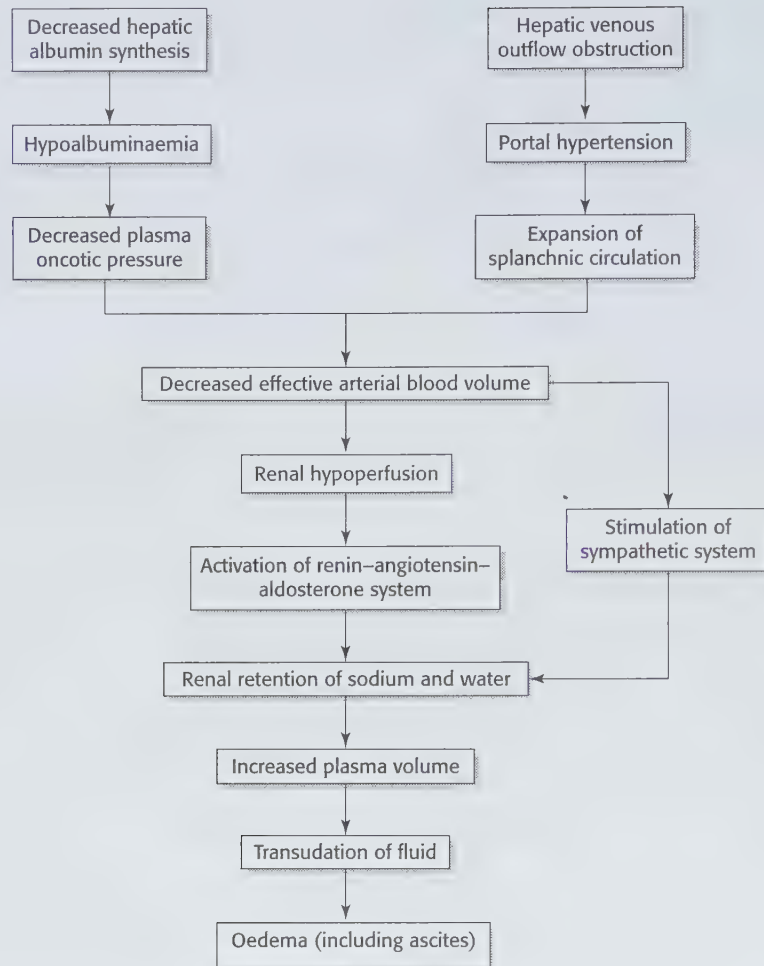 Decreased hepatic
albumin synthesis
Hepatic venous
outflow obstruction
Hypoalbuminaemia
Portal hypertension
Decreased plasma
oncotic pressure
Expansion of
splanchnic circulation
Decreased effective arterial blood volume
Renal hypoperfusion
Stimulation of
sympathetic system
Activation of renin–angiotensin–
aldosterone system
Renal retention of sodium and water
Increased plasma volume
Transudation of fluid
Oedema (including ascites)